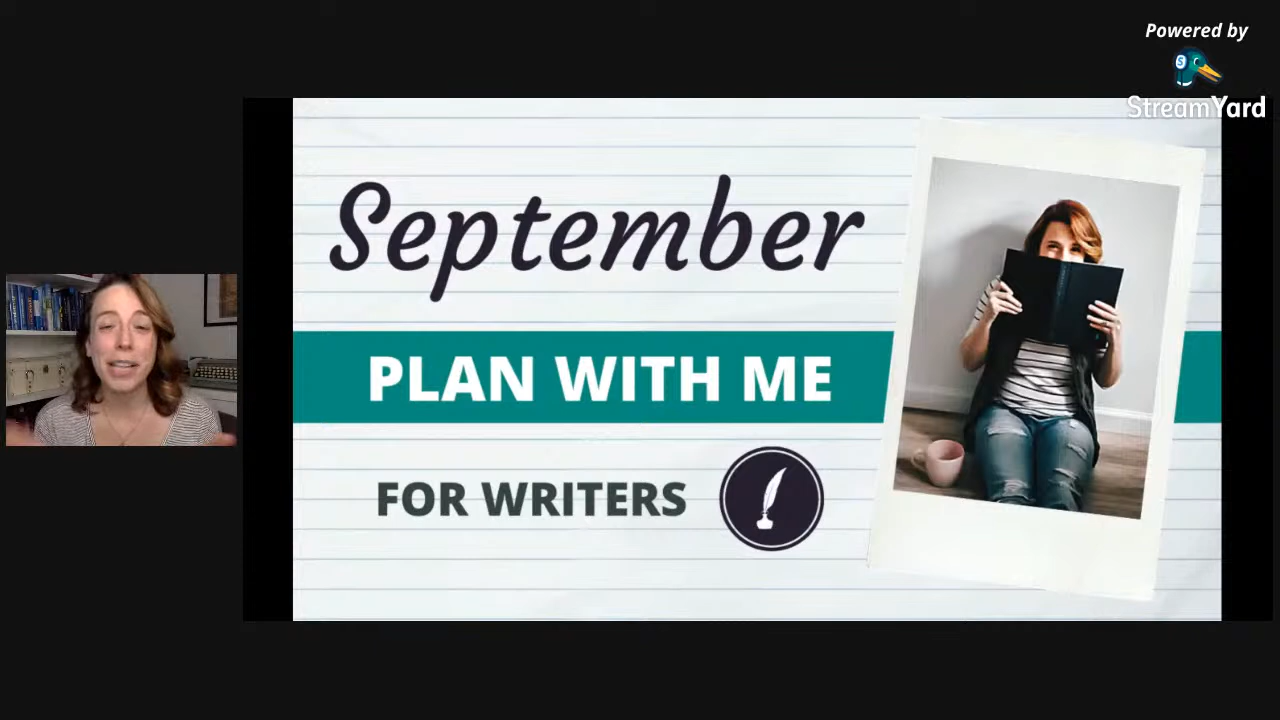 Powered by
StreamYard
September
PLAN WITH ME
FOR WRITERS